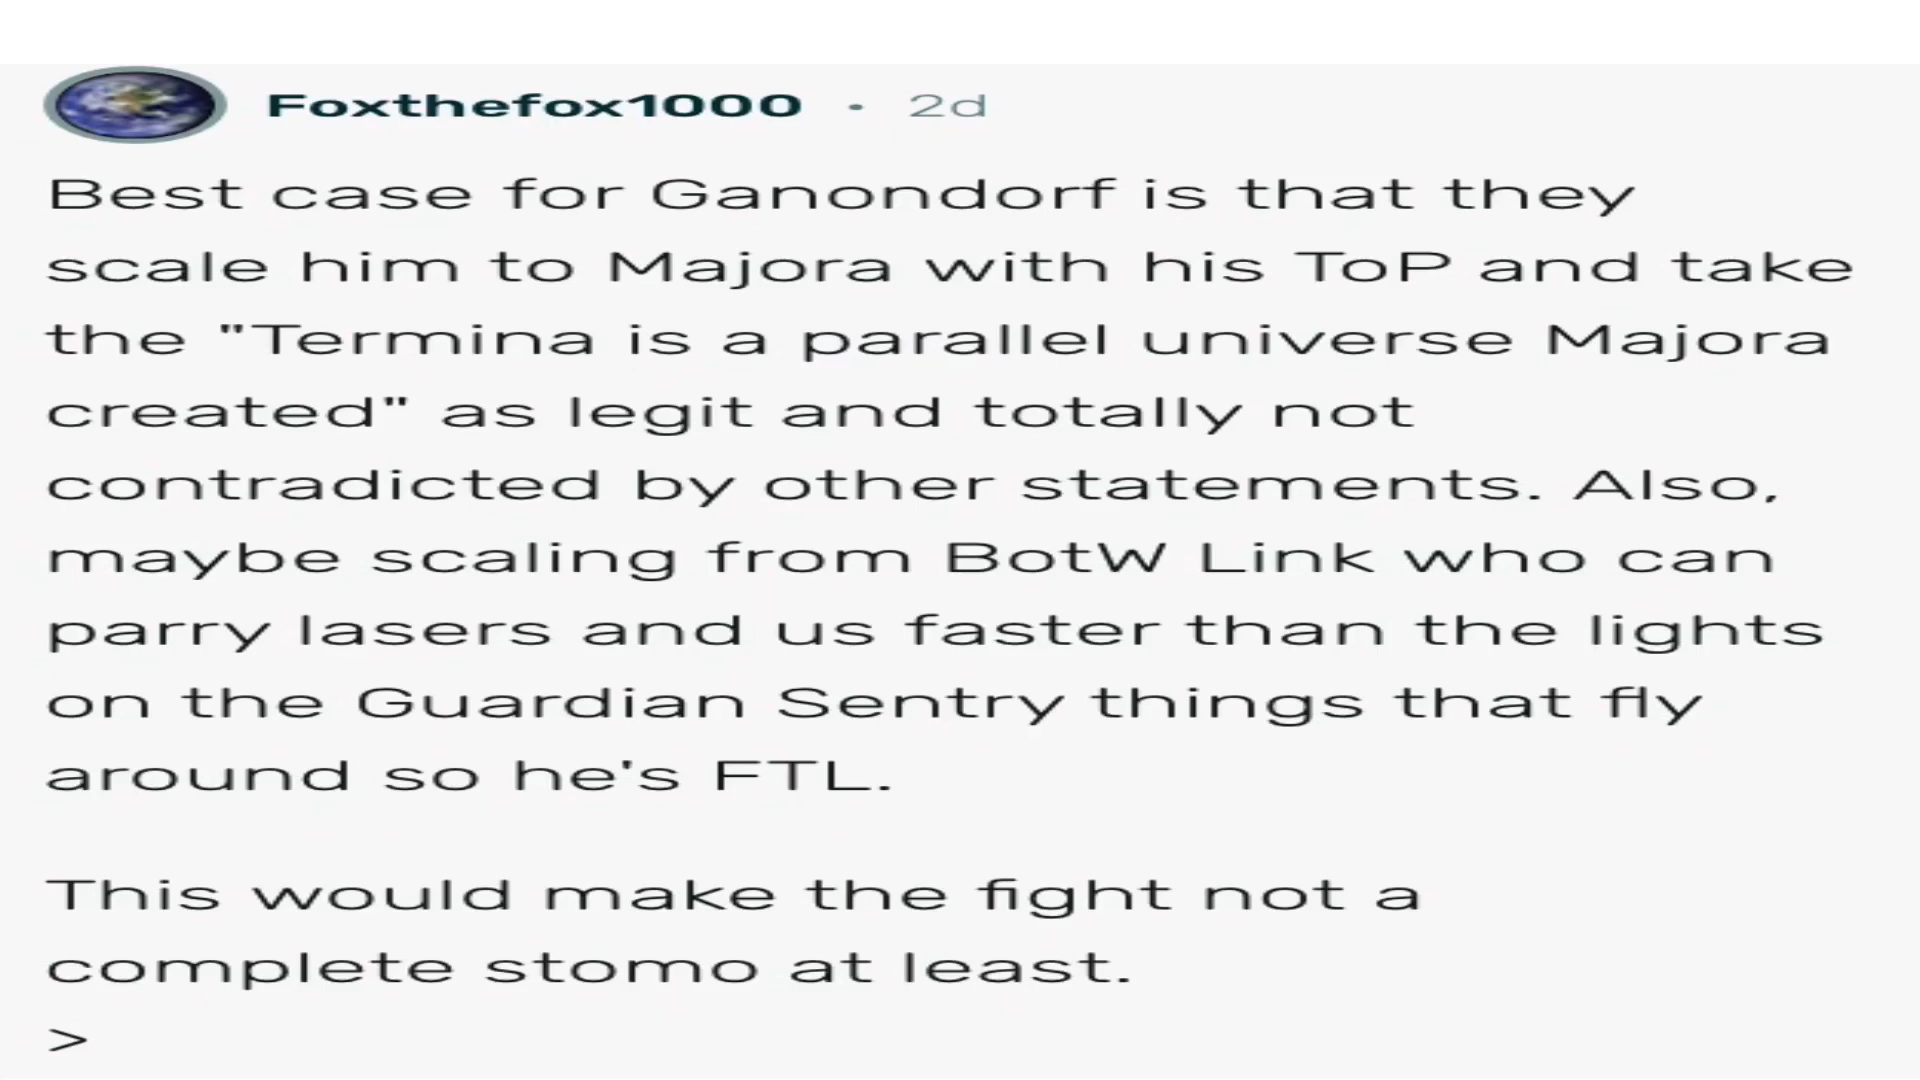 Foxthefox1000 • 2d
Best case for Ganondorf is that they
scale him to Majora with his ToP and take
the "Termina is a parallel universe Majora
created" as legit and totally not
contradicted by other statements. Also,
maybe scaling from BotW Link who can
parry lasers and us faster than the lights
on the Guardian Sentry things that fly
around so he's FTL.
This would make the fight not a
complete stomo at least.
>